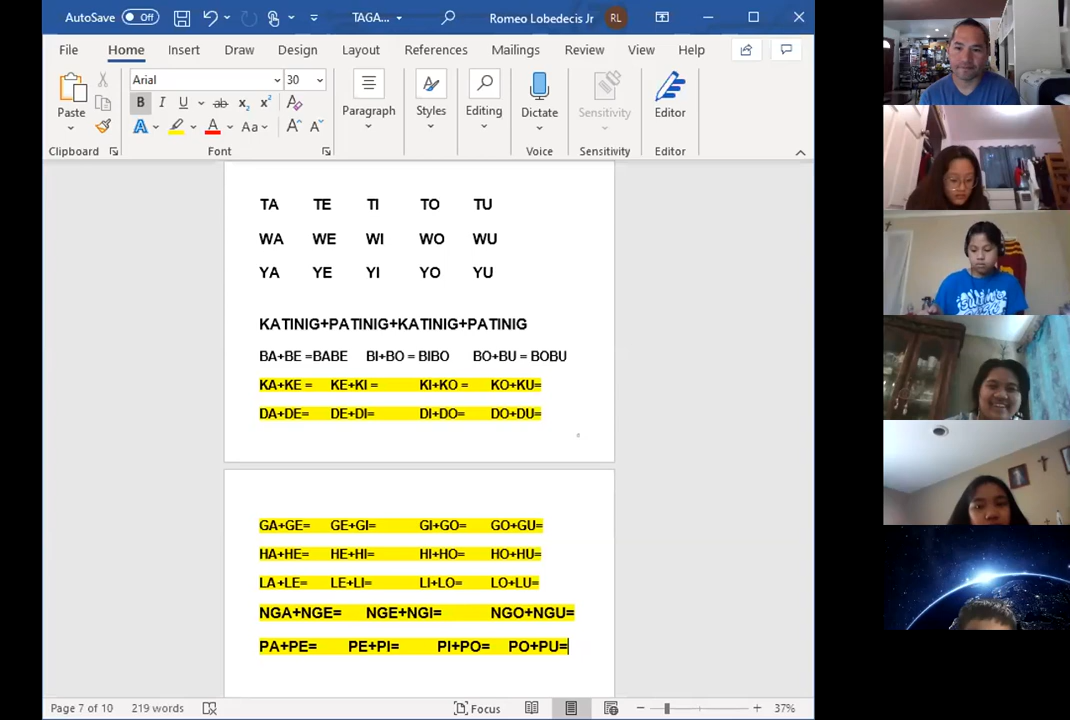 AutoSave Off TAGA... Romeo Lobedecis Jr RL
File Home Insert Draw Design Layout References Mailings Review View Help
Arial 30
Paste B I U ab x₂ x² A Aa A A Paragraph Styles Editing Dictate Sensitivity Editor
Clipboard Font Voice Sensitivity Editor
TA TE TI TO TU
WA WE WI WO WU
YA YE YI YO YU
KATINIG+PATINIG+KATINIG+PATINIG
BA+BE =BABE BI+BO = BIBO BO+BU = BOBU
KA+KE = KE+KI = KI+KO = KO+KU=
DA+DE= DE+DI= DI+DO= DO+DU=
GA+GE= GE+GI= GI+GO= GO+GU=
HA+HE= HE+HI= HI+HO= HO+HU=
LA+LE= LE+LI= LI+LO= LO+LU=
NGA+NGE= NGE+NGI= NGO+NGU=
PA+PE= PE+PI= PI+PO= PO+PU=
Page 7 of 10 219 words Focus 37%